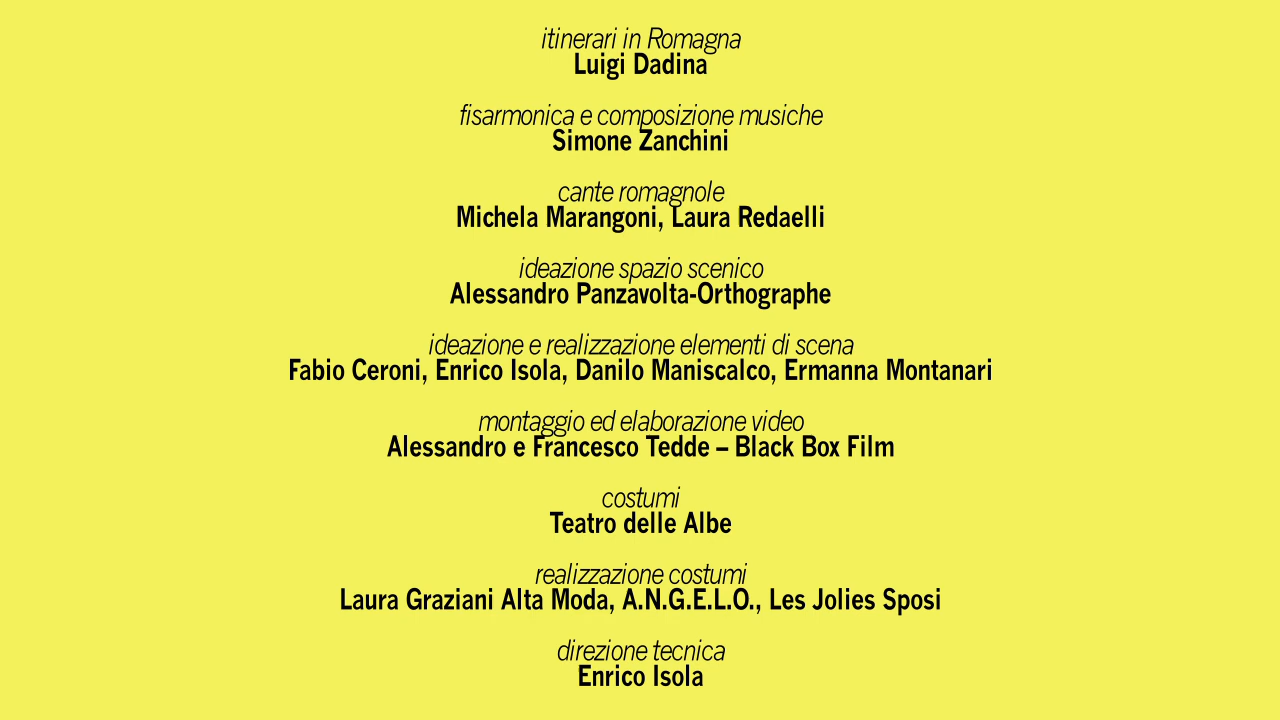 itinerari in Romagna
Luigi Dadina
fisarmonica e composizione musiche
Simone Zanchini
cante romagnole
Michela Marangoni, Laura Redaelli
ideazione spazio scenico
Alessandro Panzavolta-Orthographe
ideazione e realizzazione elementi di scena
Fabio Ceroni, Enrico Isola, Danilo Maniscalco, Ermanna Montanari
montaggio ed elaborazione video
Alessandro e Francesco Tedde – Black Box Film
costumi
Teatro delle Albe
realizzazione costumi
Laura Graziani Alta Moda, A.N.G.E.L.O., Les Jolies Sposi
direzione tecnica
Enrico Isola